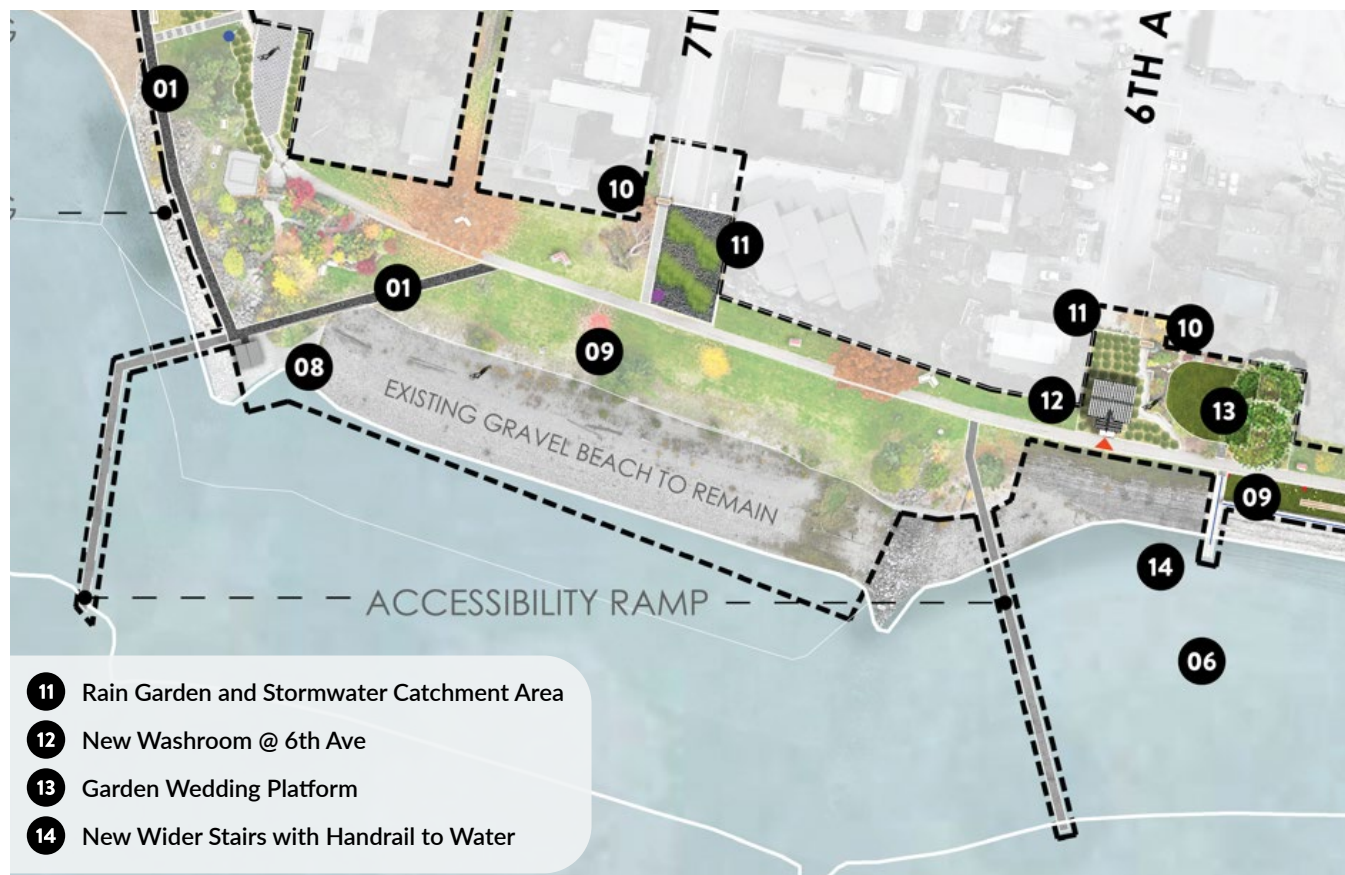 7T
6TH A
01
10
11
01
11
10
08
09
12
13
EXISTING GRAVEL BEACH TO REMAIN
09
14
ACCESSIBILITY RAMP
06
11 Rain Garden and Stormwater Catchment Area
12 New Washroom @ 6th Ave
13 Garden Wedding Platform
14 New Wider Stairs with Handrail to Water